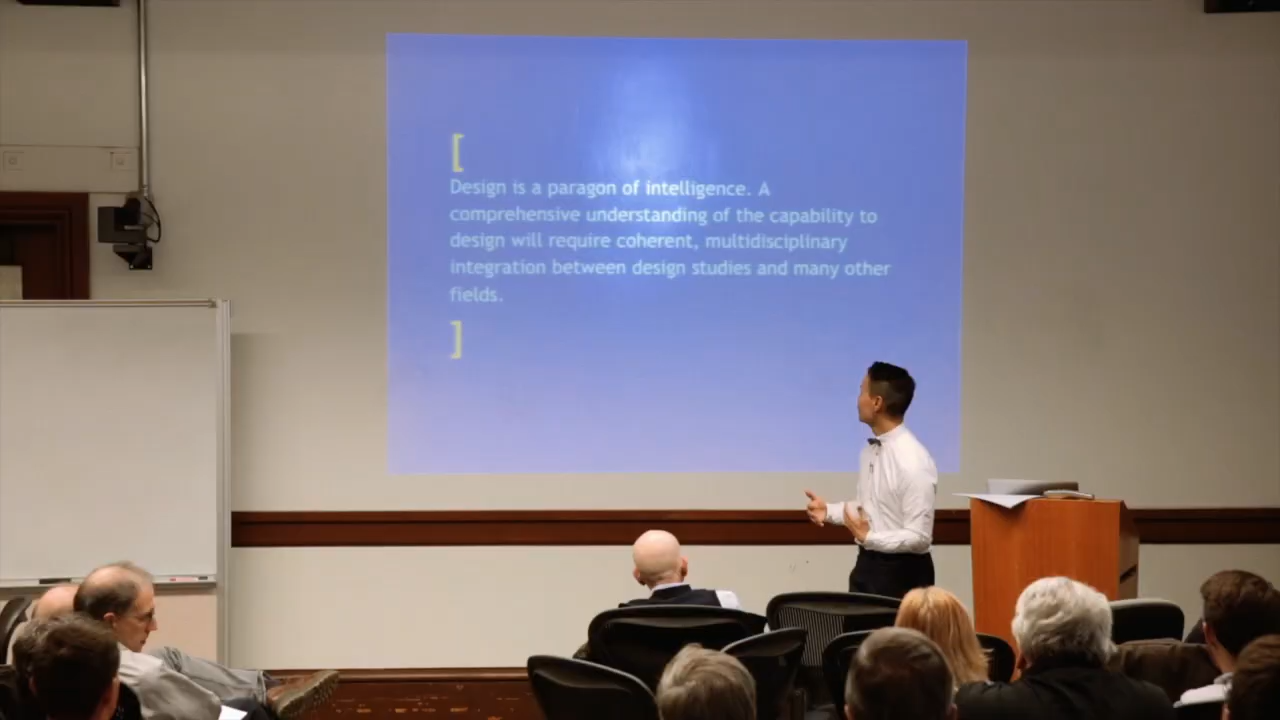 [
Design is a paragon of intelligence. A
comprehensive understanding of the capability to
design will require coherent, multidisciplinary
integration between design studies and many other
fields.
]